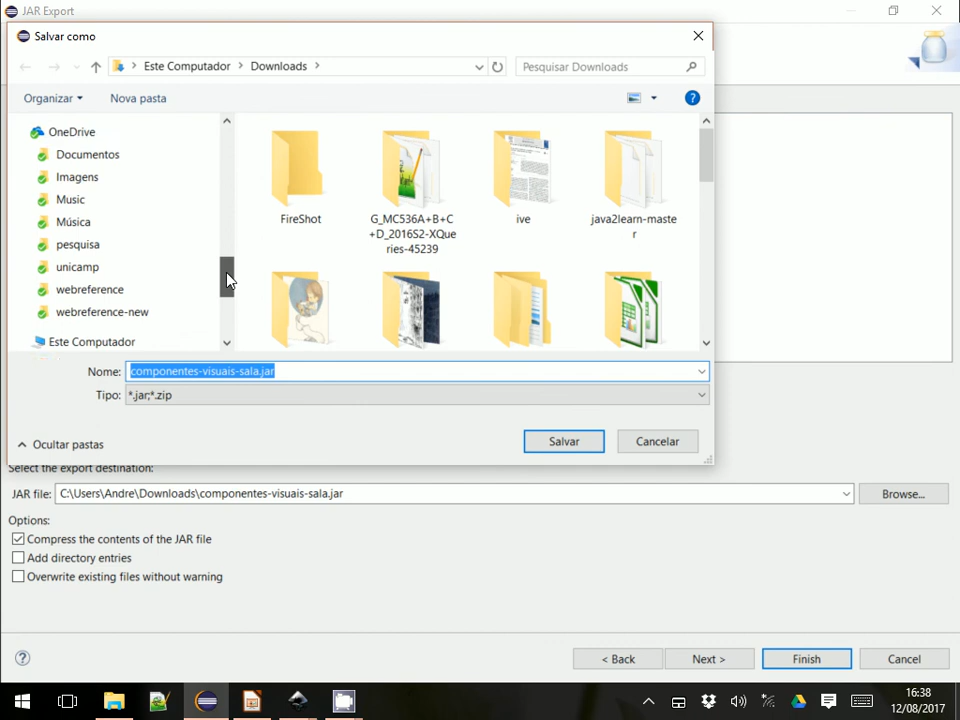 JAR Export
Salvar como
Este Computador
Downloads
Pesquisar Downloads
Organizar
Nova pasta
OneDrive
Documentos
Imagens
Music
Música
pesquisa
unicamp
webreference
webreference-new
Este Computador
FireShot
G_MC536A+B+C
+D_2016S2-XQue
ries-45239
ive
java2learn-maste
r
Nome: componentes-visuais-sala.jar
Tipo: *.jar;*.zip
Ocultar pastas
Salvar
Cancelar
Select the export destination:
JAR file: C:\Users\Andre\Downloads\componentes-visuais-sala.jar
Browse...
Options:
Compress the contents of the JAR file
Add directory entries
Overwrite existing files without warning
< Back
Next >
Finish
Cancel
16:38
12/08/2017